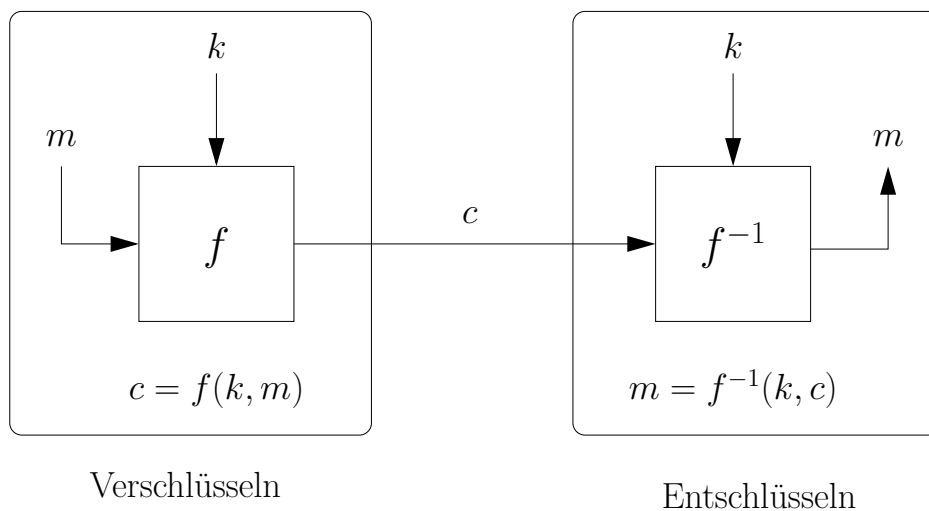 k
m
f
c = f(k, m)
Verschlüsseln
c
k
m
f⁻¹
m = f⁻¹(k, c)
Entschlüsseln